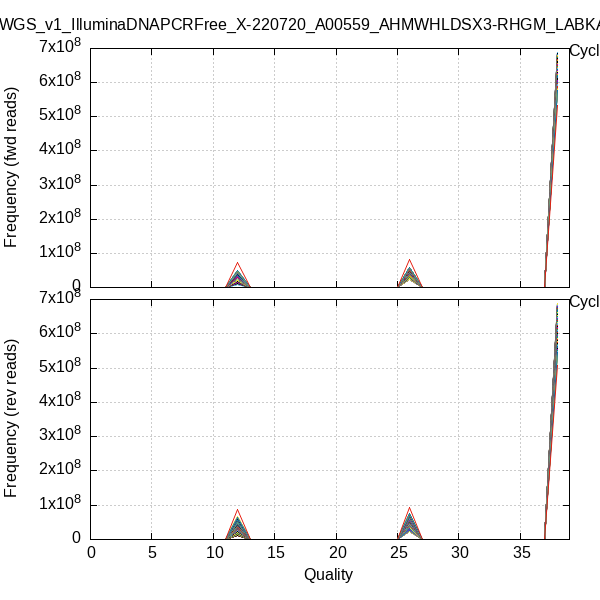 WGS_v1_IlluminaDNAPCRFree_X-220720_A00559_AHMWHLDSX3-RHGM_LABKA
7x10⁸
Cycl
6x10⁸
5x10⁸
4x10⁸
3x10⁸
2x10⁸
1x10⁸
0
Frequency (fwd reads)
7x10⁸
Cycl
6x10⁸
5x10⁸
4x10⁸
3x10⁸
2x10⁸
1x10⁸
0
Frequency (rev reads)
0 5 10 15 20 25 30 35
Quality